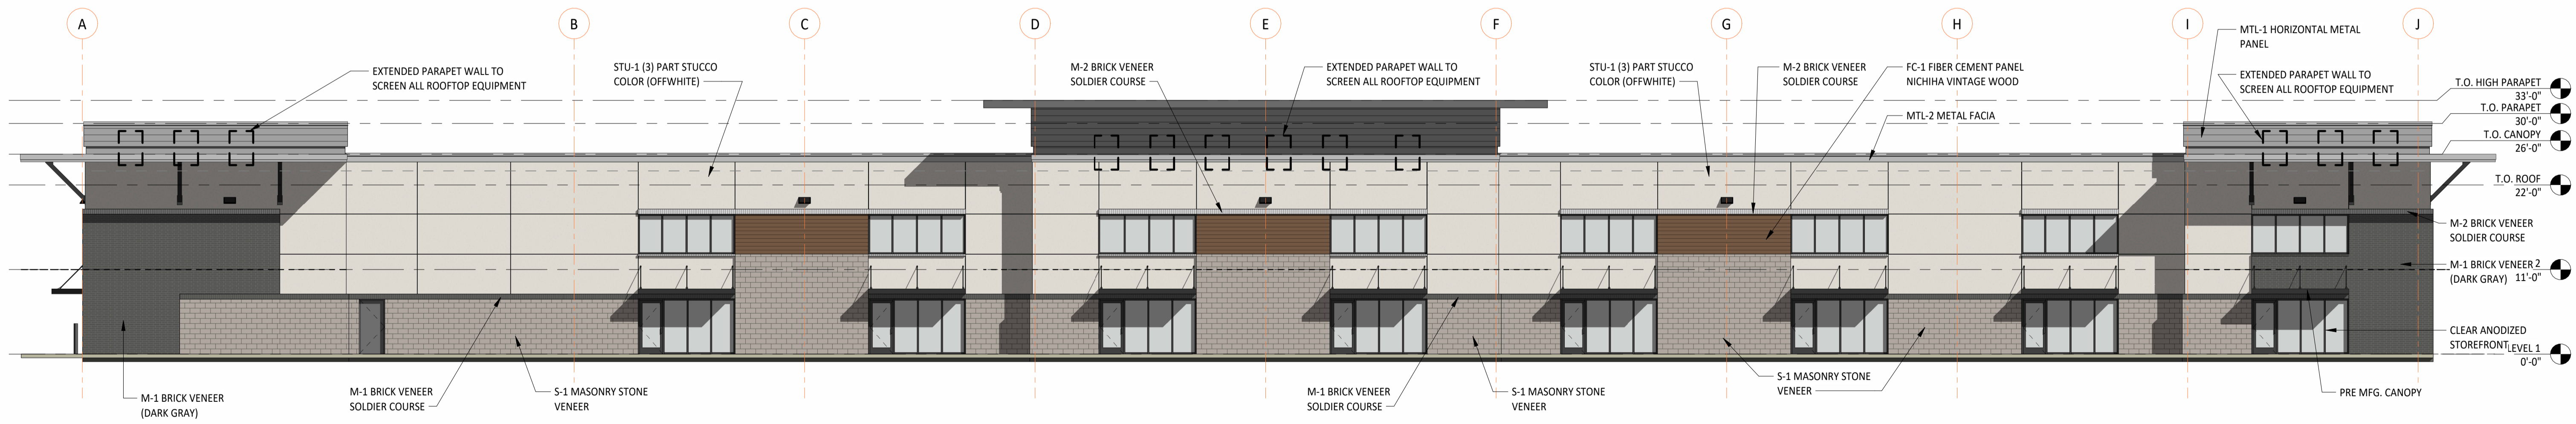 A
B
C
D
E
F
G
H
I
J
EXTENDED PARAPET WALL TO
SCREEN ALL ROOFTOP EQUIPMENT
STU-1 (3) PART STUCCO
COLOR (OFFWHITE)
M-2 BRICK VENEER
SOLDIER COURSE
EXTENDED PARAPET WALL TO
SCREEN ALL ROOFTOP EQUIPMENT
STU-1 (3) PART STUCCO
COLOR (OFFWHITE)
M-2 BRICK VENEER
SOLDIER COURSE
FC-1 FIBER CEMENT PANEL
NICHIHA VINTAGE WOOD
MTL-2 METAL FACIA
MTL-1 HORIZONTAL METAL
PANEL
EXTENDED PARAPET WALL TO
SCREEN ALL ROOFTOP EQUIPMENT
T.O. HIGH PARAPET
33'-0"
T.O. PARAPET
30'-0"
T.O. CANOPY
26'-0"
T.O. ROOF
22'-0"
M-2 BRICK VENEER
SOLDIER COURSE
M-1 BRICK VENEER
(DARK GRAY)
2
11'-0"
CLEAR ANODIZED
STOREFRONT
LEVEL 1
0'-0"
PRE MFG. CANOPY
M-1 BRICK VENEER
(DARK GRAY)
M-1 BRICK VENEER
SOLDIER COURSE
S-1 MASONRY STONE
VENEER
M-1 BRICK VENEER
SOLDIER COURSE
S-1 MASONRY STONE
VENEER
S-1 MASONRY STONE
VENEER